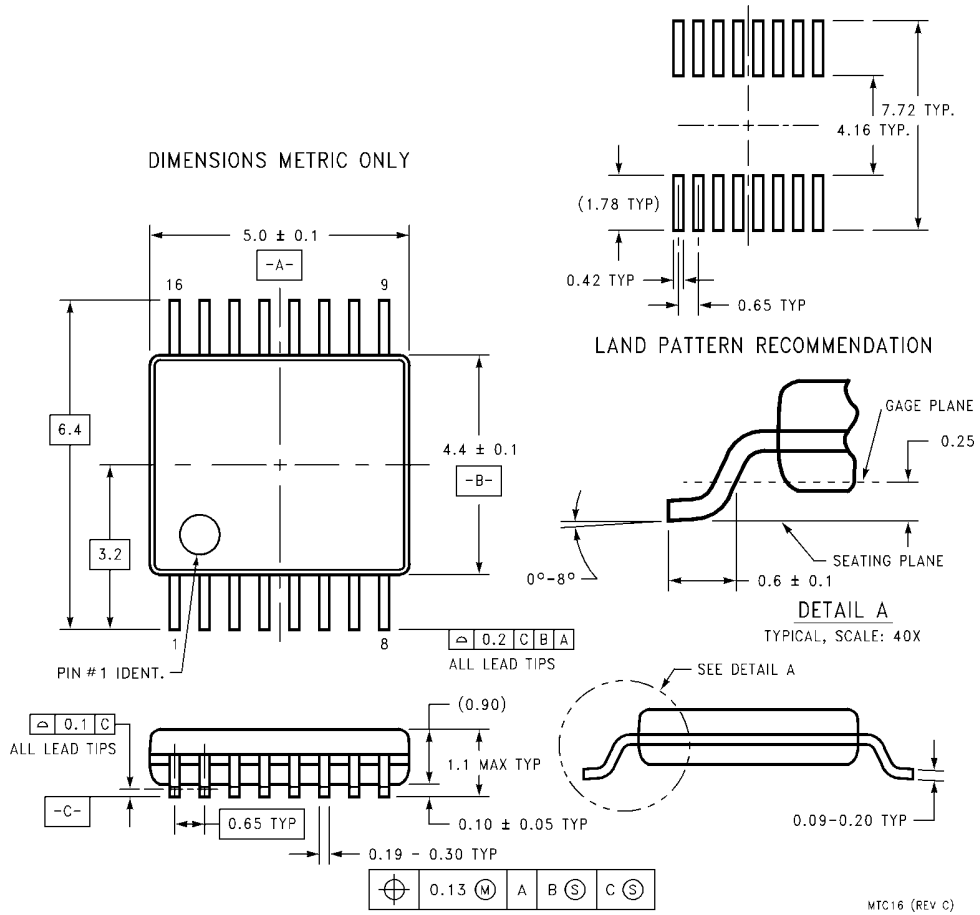 7.72 TYP.
4.16 TYP.
DIMENSIONS METRIC ONLY
(1.78 TYP)
5.0 ± 0.1
-A-
0.42 TYP
16
9
0.65 TYP
LAND PATTERN RECOMMENDATION
GAGE PLANE
6.4
4.4 ± 0.1
0.25
-B-
3.2
SEATING PLANE
0°-8°
0.6 ± 0.1
DETAIL A
1
8
⌓ 0.2 C B A
TYPICAL, SCALE: 40X
ALL LEAD TIPS
PIN #1 IDENT.
SEE DETAIL A
(0.90)
⌓ 0.1 C
ALL LEAD TIPS
1.1 MAX TYP
-C-
0.65 TYP
0.10 ± 0.05 TYP
0.09-0.20 TYP
0.19 - 0.30 TYP
⌖ 0.13 Ⓜ A B Ⓢ C Ⓢ
MTC16 (REV C)